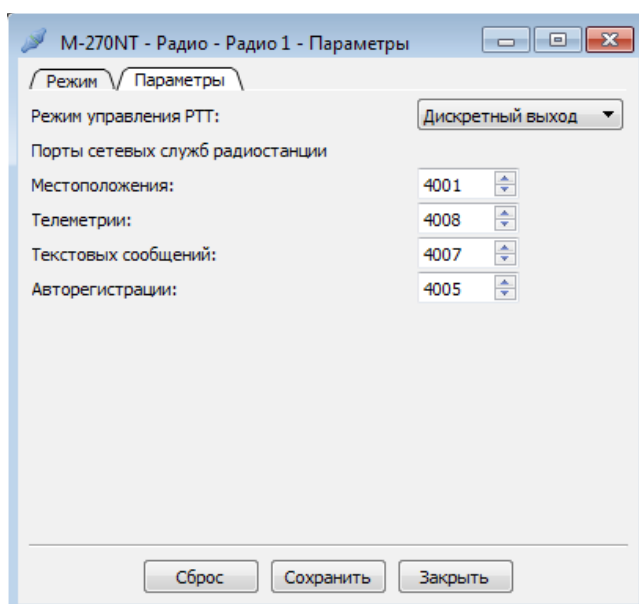 M-270NT - Радио - Радио 1 - Параметры
Режим Параметры
Режим управления PTT: Дискретный выход
Порты сетевых служб радиостанции
Местоположения: 4001
Телеметрии: 4008
Текстовых сообщений: 4007
Авторегистрации: 4005
Сброс Сохранить Закрыть